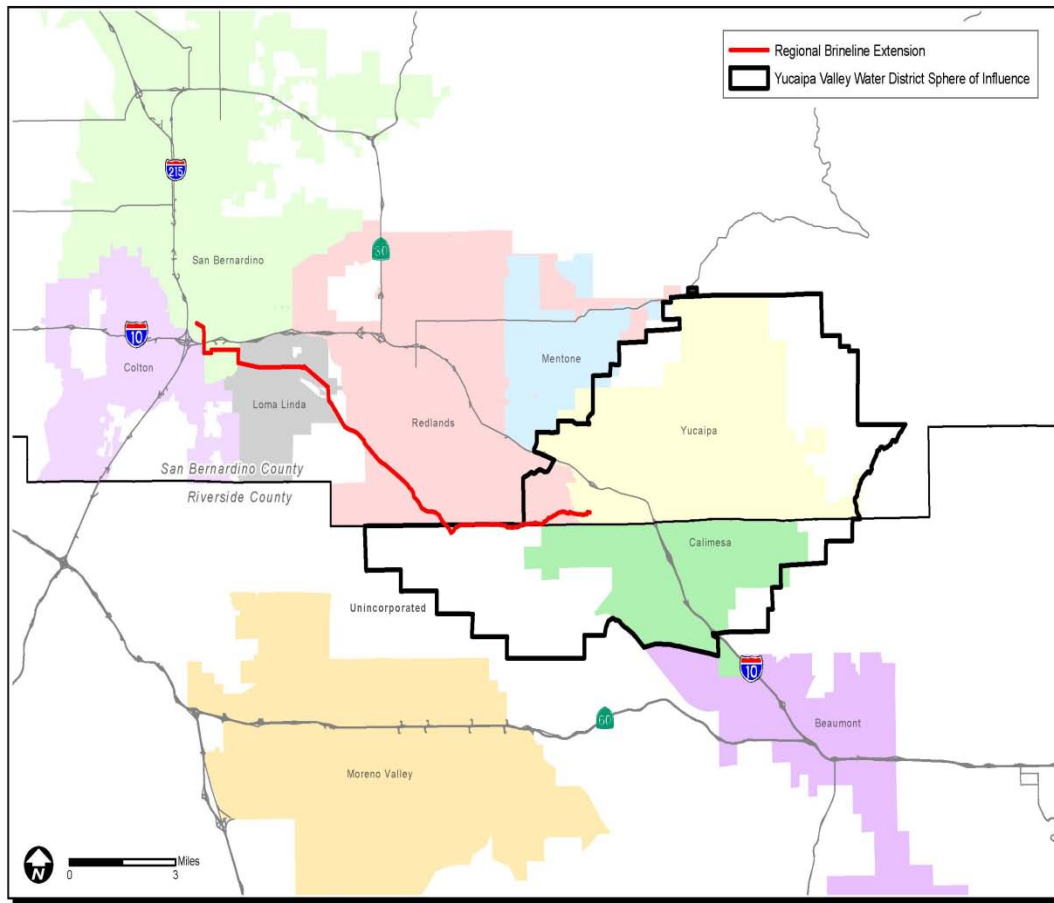 Regional Brineline Extension
Yucaipa Valley Water District Sphere of Influence
215
San Bernardino
30
10
Colton
Mentone
Loma Linda
Redlands
Yucaipa
San Bernardino County
Riverside County
Calimesa
Unincorporated
10
60
Beaumont
Moreno Valley
N
Miles
0
3